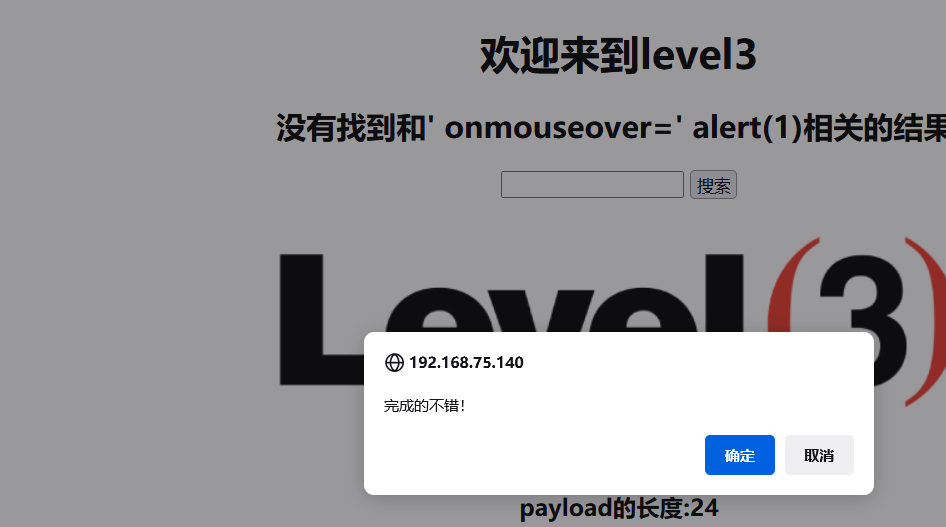 欢迎来到level3
没有找到和' onmouseover=' alert(1)相关的结果
搜索
Level(3)
192.168.75.140
完成的不错!
确定 取消
payload的长度:24